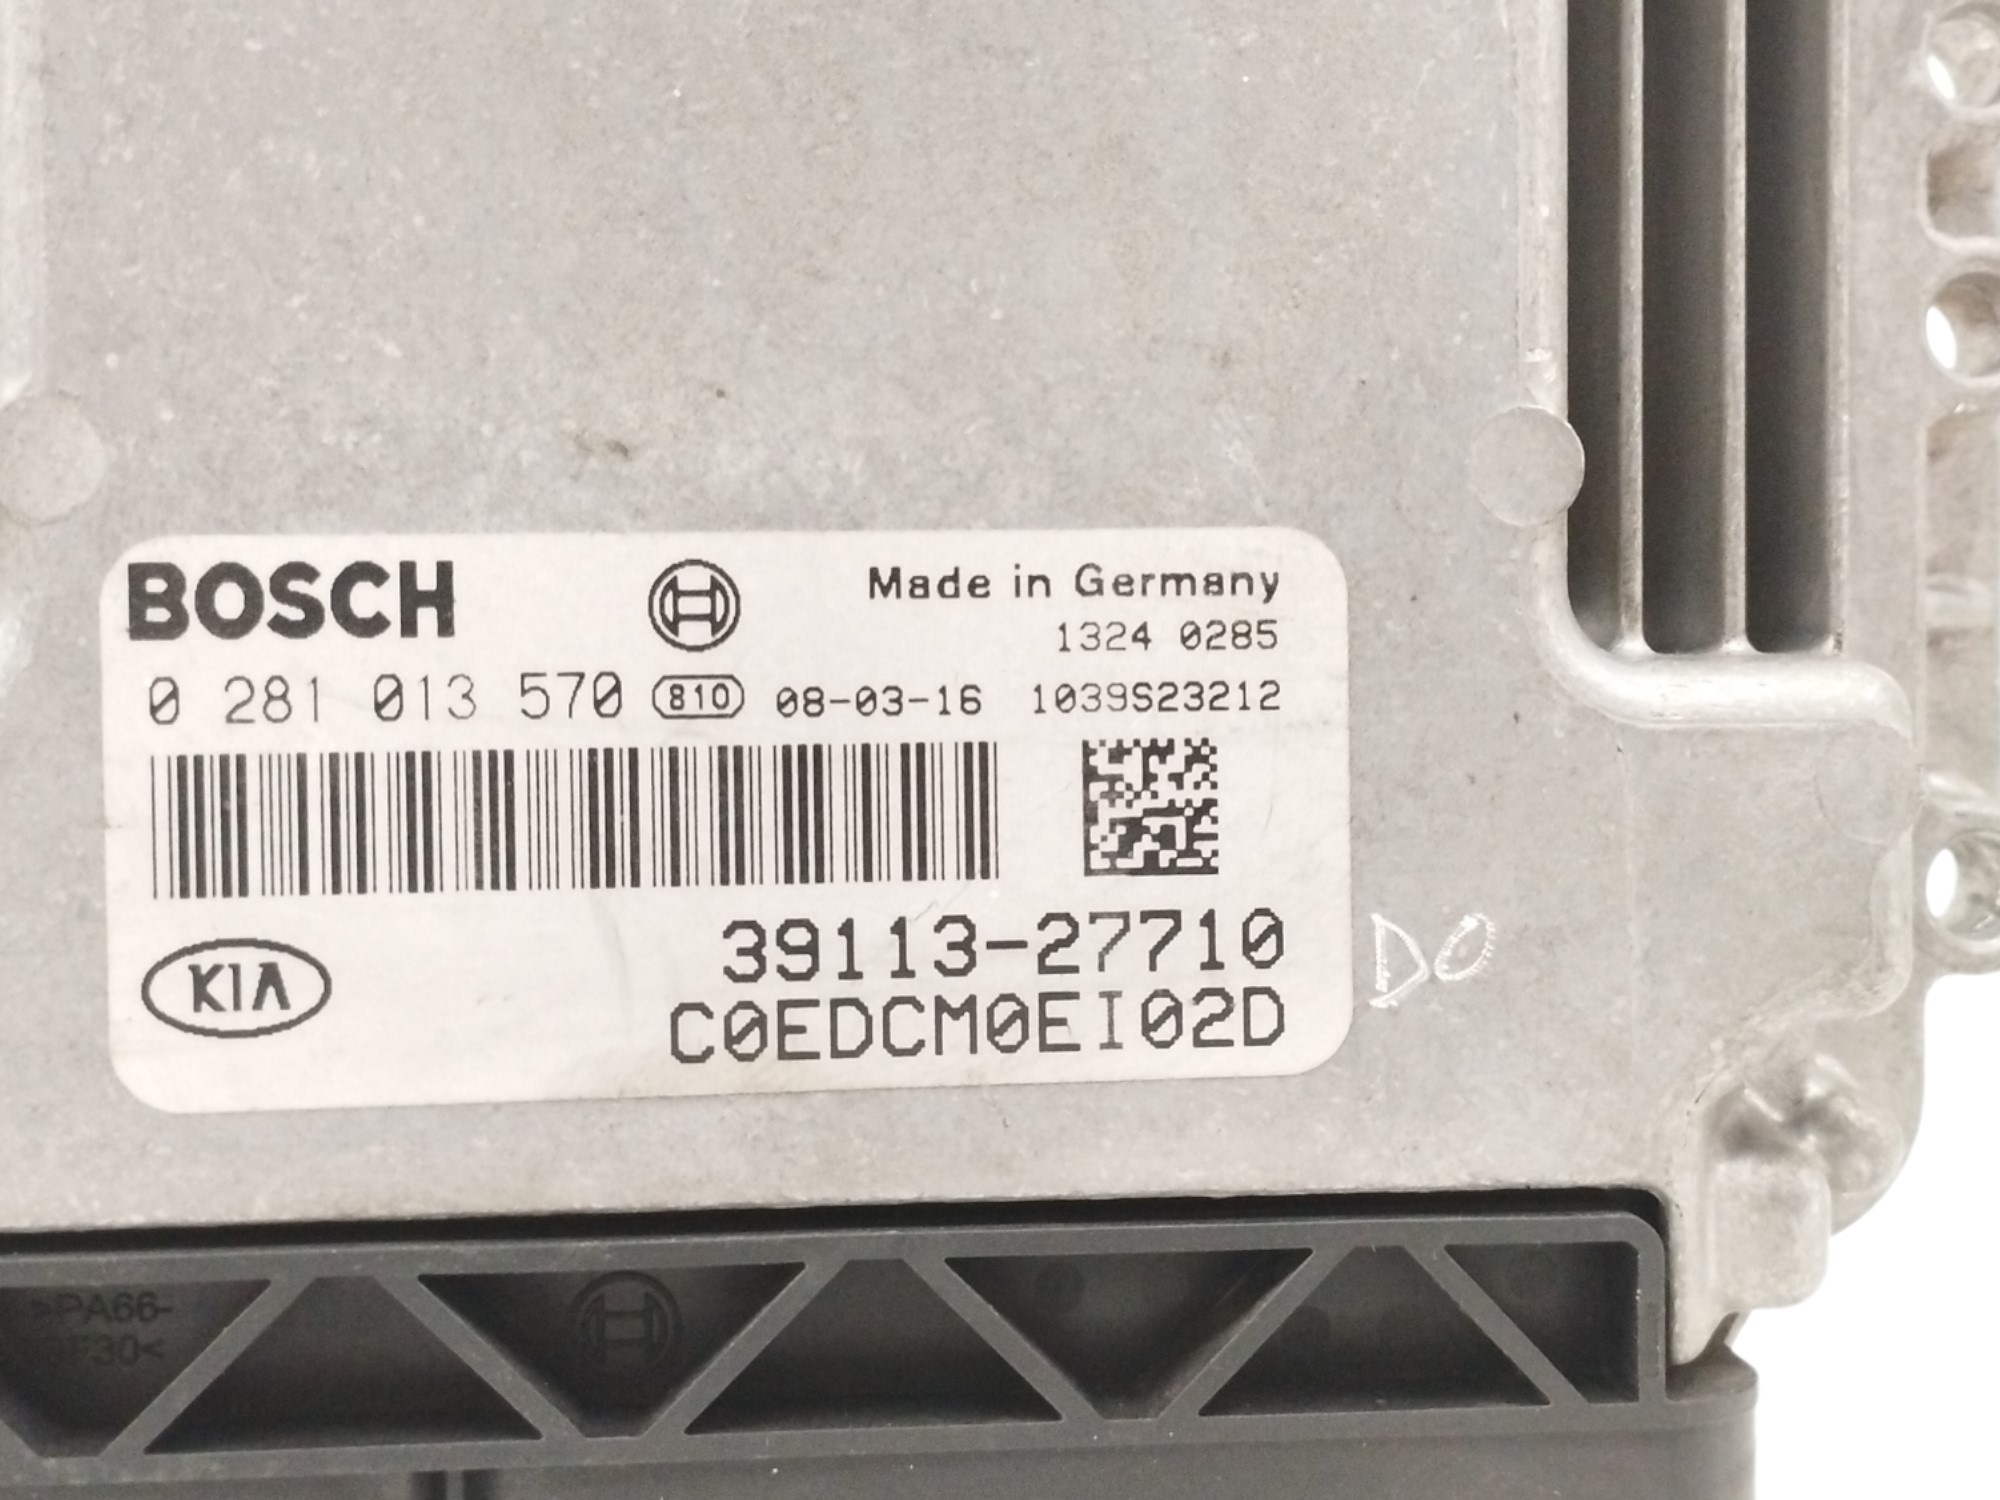 BOSCH
Made in Germany
1324 0285
0 281 013 570 810 08-03-16 1039S23212
39113-27710
KIA
C0EDCM0EI02D
DO
>PA66-
F30<